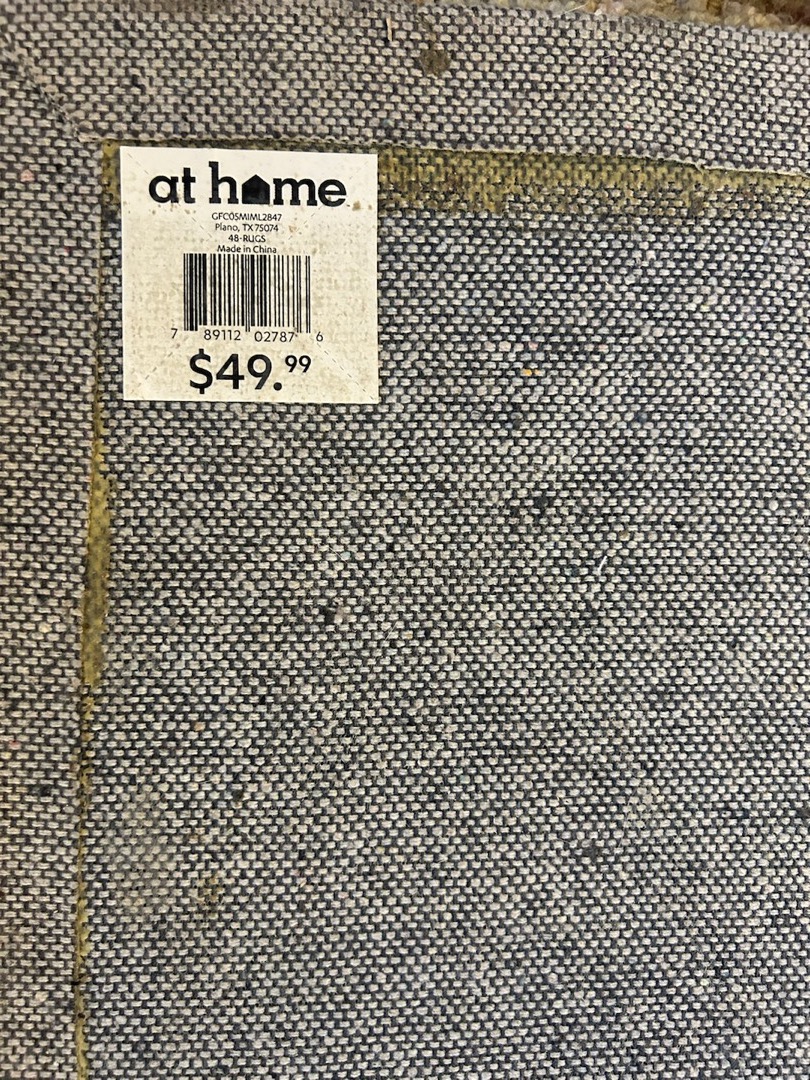 at home
GFC05MIML2847
Plano, TX 75074
48-RUGS
Made in China
7 89112 02787 6
$49.99